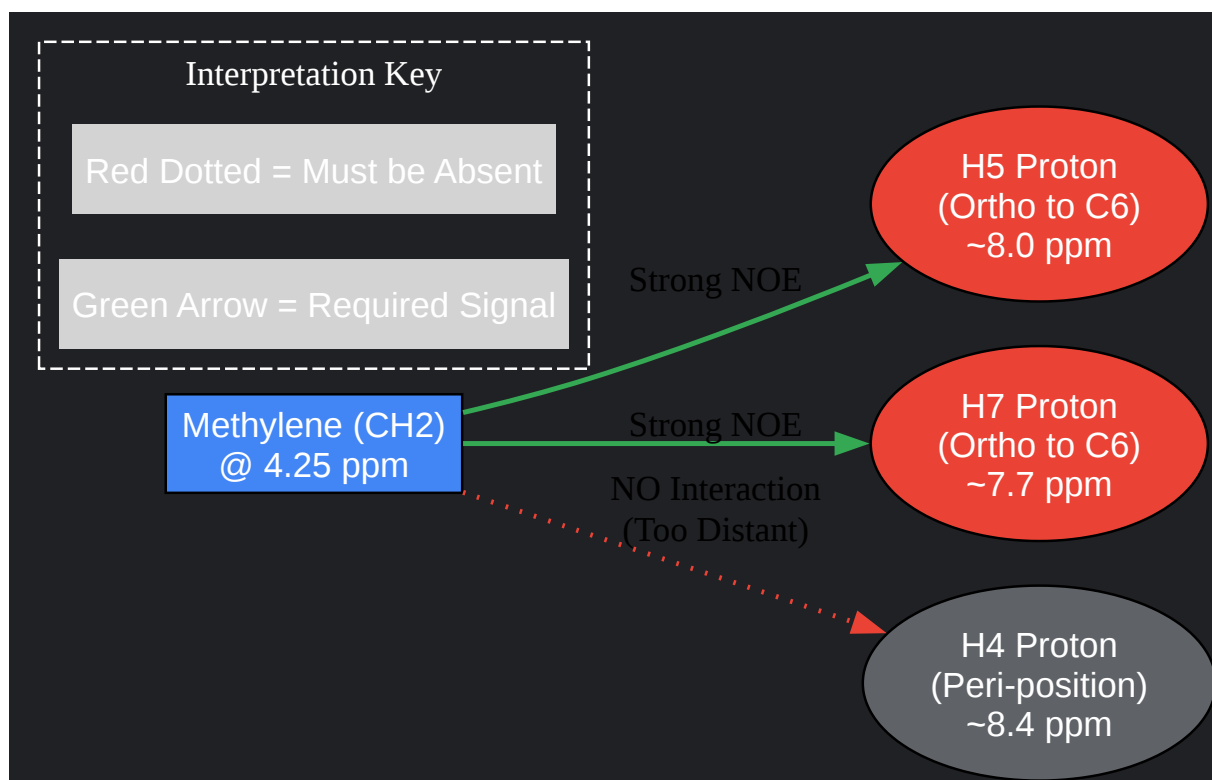 Interpretation Key
Red Dotted = Must be Absent
Green Arrow = Required Signal
Methylene (CH2)
@ 4.25 ppm
Strong NOE
Strong NOE
NO Interaction
(Too Distant)
H5 Proton
(Ortho to C6)
~8.0 ppm
H7 Proton
(Ortho to C6)
~7.7 ppm
H4 Proton
(Peri-position)
~8.4 ppm